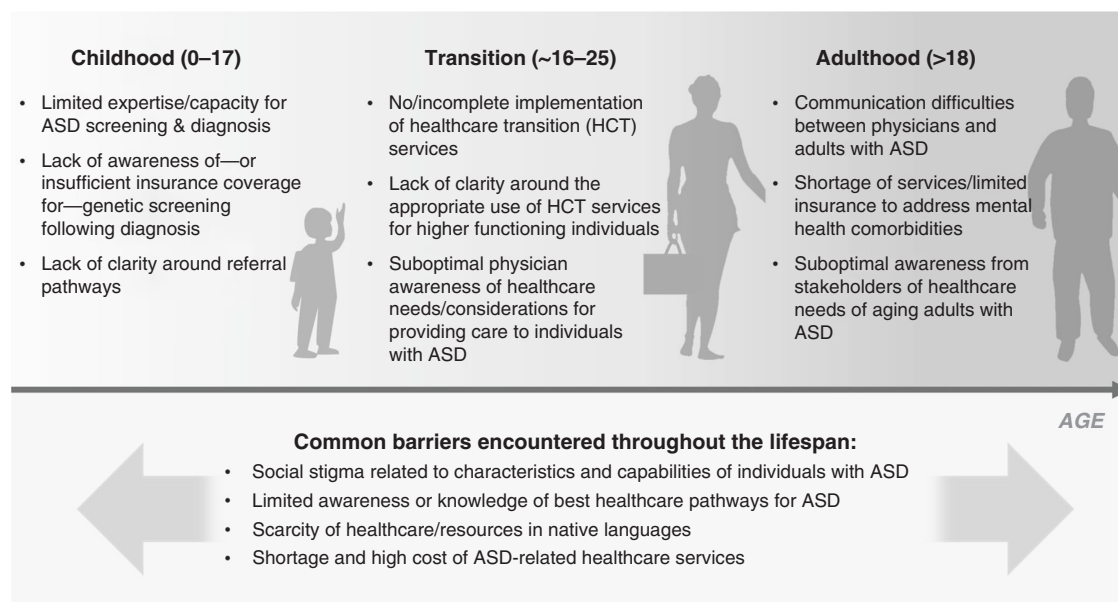 Childhood (0–17)
• Limited expertise/capacity for
ASD screening & diagnosis
• Lack of awareness of—or
insufficient insurance coverage
for—genetic screening
following diagnosis
• Lack of clarity around referral
pathways
Transition (~16–25)
• No/incomplete implementation
of healthcare transition (HCT)
services
• Lack of clarity around the
appropriate use of HCT services
for higher functioning individuals
• Suboptimal physician
awareness of healthcare
needs/considerations for
providing care to individuals
with ASD
Adulthood (>18)
• Communication difficulties
between physicians and
adults with ASD
• Shortage of services/limited
insurance to address mental
health comorbidities
• Suboptimal awareness from
stakeholders of healthcare
needs of aging adults with
ASD
AGE
Common barriers encountered throughout the lifespan:
• Social stigma related to characteristics and capabilities of individuals with ASD
• Limited awareness or knowledge of best healthcare pathways for ASD
• Scarcity of healthcare/resources in native languages
• Shortage and high cost of ASD-related healthcare services